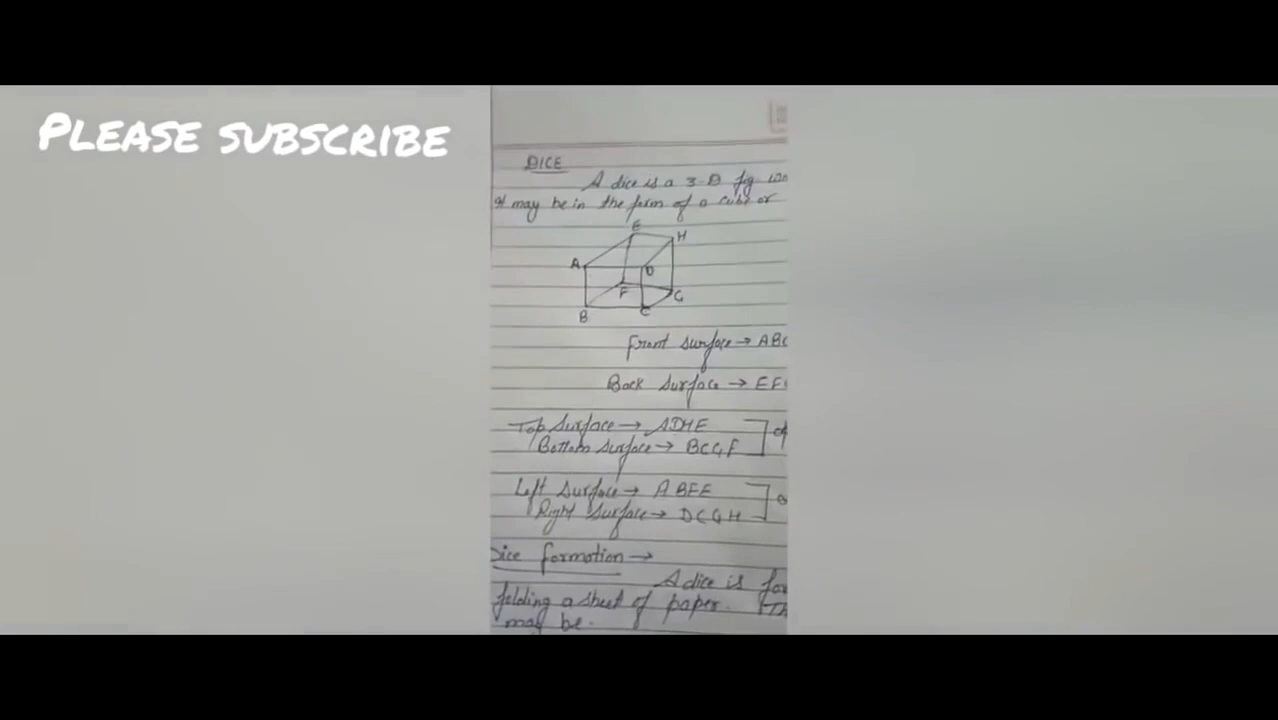 PLEASE SUBSCRIBE
DICE
A dice is a 3-D fig
It may be in the form of a cube or
E
H
A
D
F
G
B
C
Front surface → ABC
Back surface → EF
Top surface → ADHE
Bottom surface → BCGF
Left surface → ABFE
Right surface → DCGH
Dice formation →
A dice is for
folding a sheet of paper.
may be.